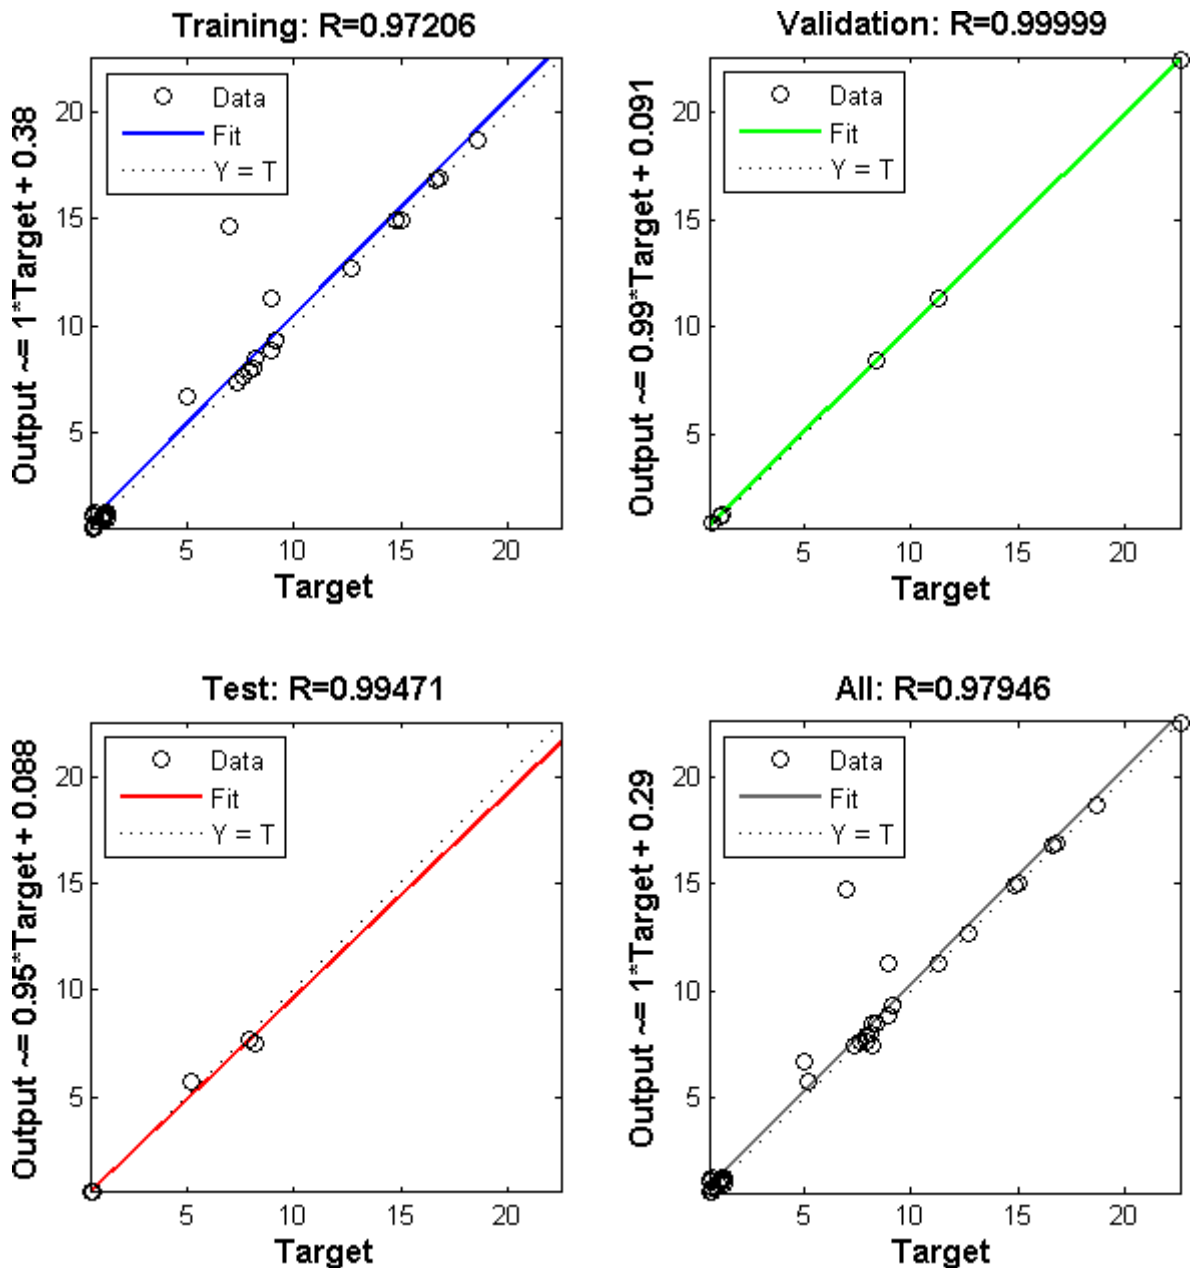 Training: R=0.97206
Output ~= 1*Target + 0.38
Data
Fit
Y = T
20
15
10
5
5 10 15 20
Target
Validation: R=0.99999
Output ~= 0.99*Target + 0.091
Data
Fit
Y = T
20
15
10
5
5 10 15 20
Target
Test: R=0.99471
Output ~= 0.95*Target + 0.088
Data
Fit
Y = T
20
15
10
5
5 10 15 20
Target
All: R=0.97946
Output ~= 1*Target + 0.29
Data
Fit
Y = T
20
15
10
5
5 10 15 20
Target